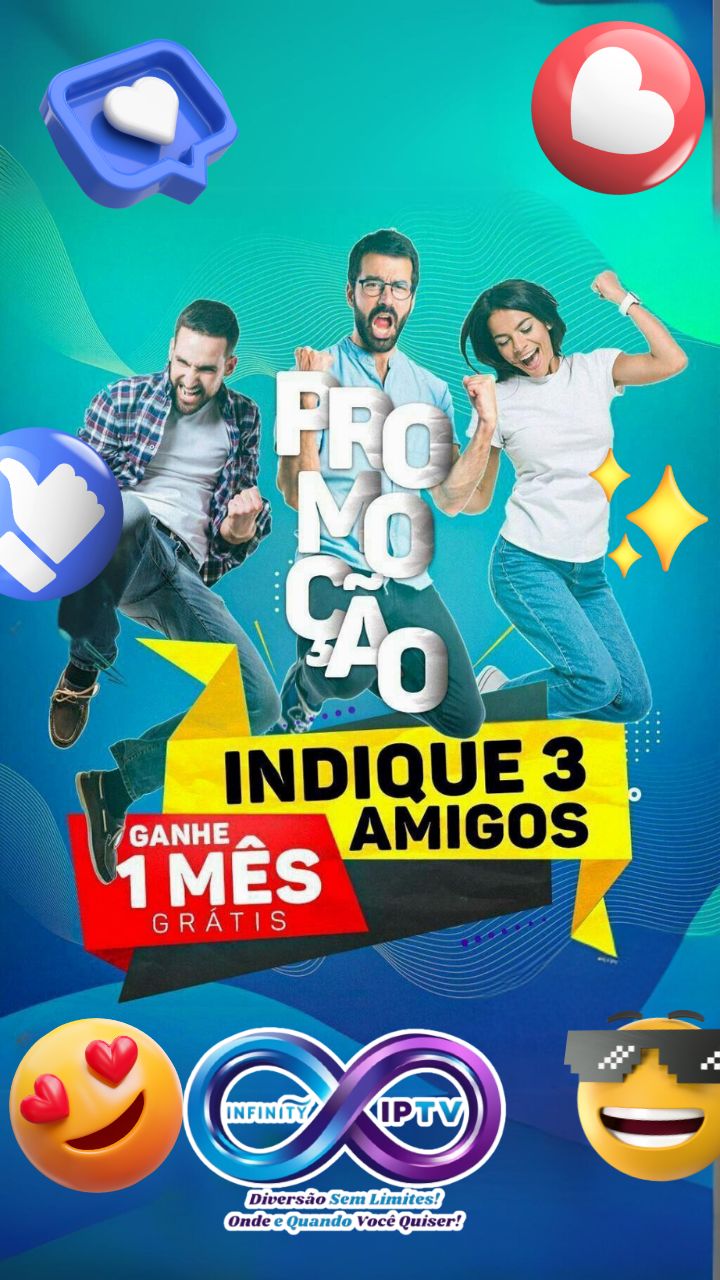 PRO
MO
ÇÃO
INDIQUE 3
AMIGOS
GANHE
1 MÊS
GRÁTIS
INFINITY IPTV
Diversão Sem Limites!
Onde e Quando Você Quiser!